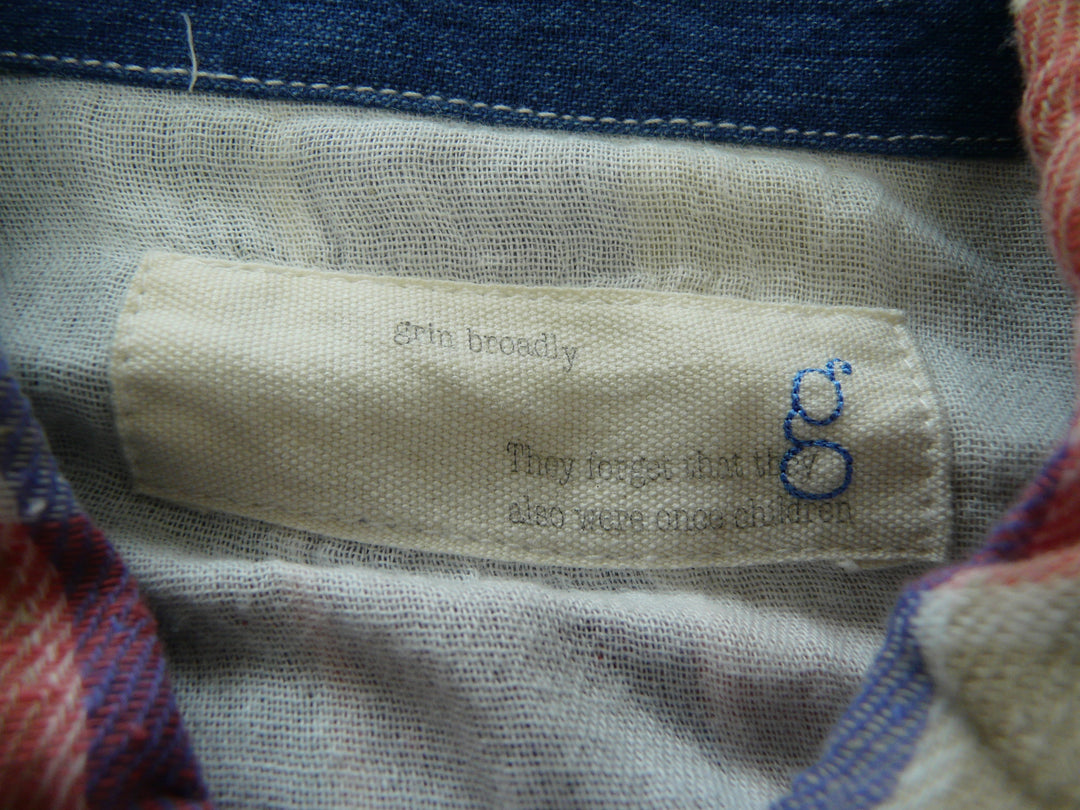 grin broadly
They forget that they
also were once children